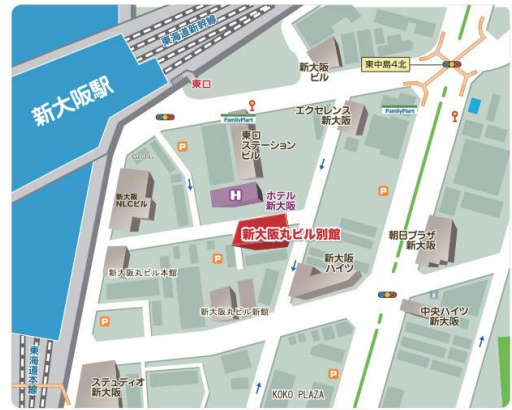 東海道新幹線
新大阪駅
東口
新大阪
ビル
東中島4北
FamilyMart
エクセレンス
新大阪
FamilyMart
東口
ステーション
ビル
P
P
新大阪
NLCビル
H
ホテル
新大阪
新大阪丸ビル別館
朝日プラザ
新大阪
P
新大阪丸ビル本館
新大阪
ハイツ
新大阪丸ビル新館
中央ハイツ
新大阪
P
東海道本線
ステュディオ
新大阪
P
KOKO PLAZA